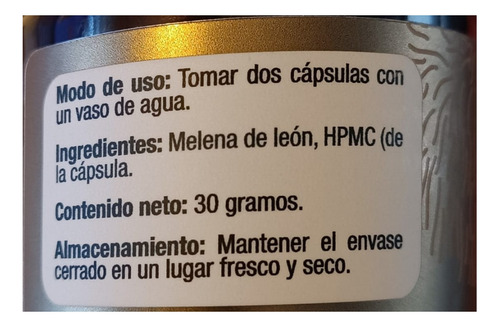 Modo de uso: Tomar dos cápsulas con
un vaso de agua.
Ingredientes: Melena de león, HPMC (de
la cápsula.
Contenido neto: 30 gramos.
Almacenamiento: Mantener el envase
cerrado en un lugar fresco y seco.